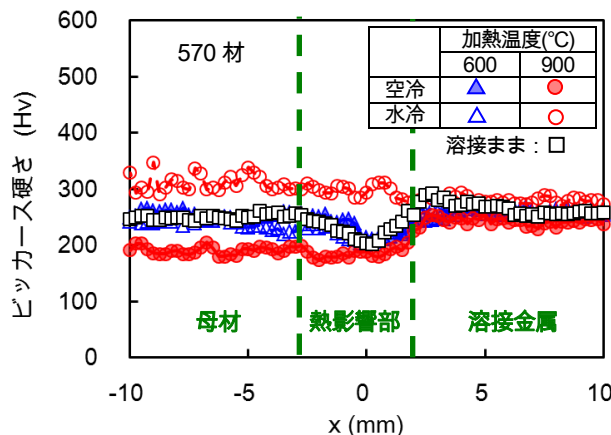 570 材
加熱温度(℃)
600 900
空冷
水冷
溶接まま：
ビッカース硬さ (Hv)
600
500
400
300
200
100
0
母材 熱影響部 溶接金属
-10 -5 0 5 10
x (mm)